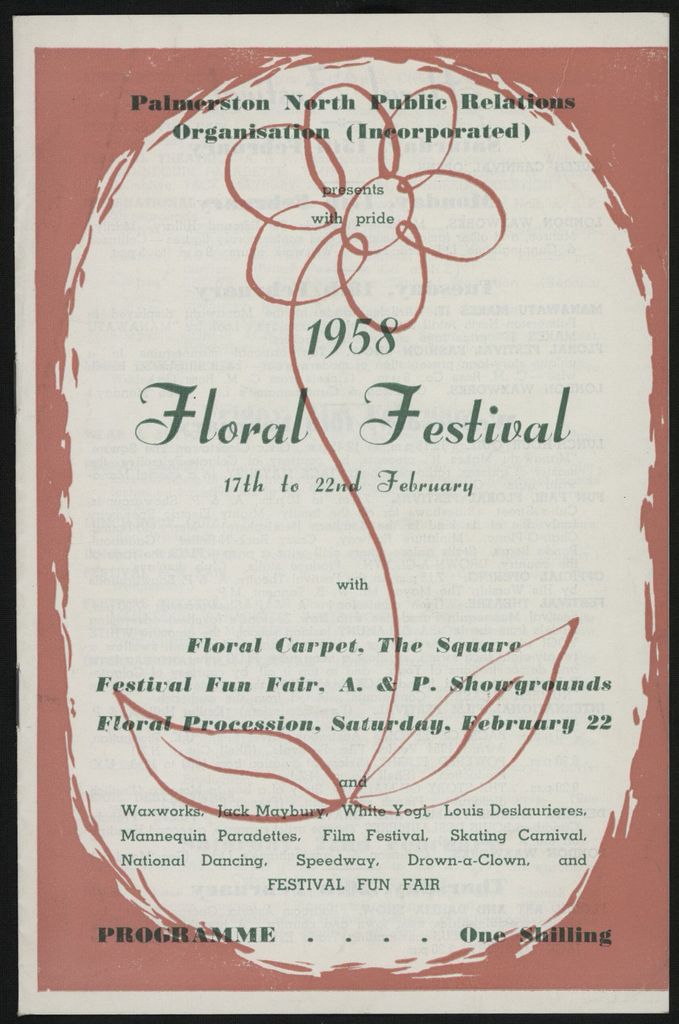 Palmerston North Public Relations
Organisation (Incorporated)
presents
with pride
1958
Floral Festival
17th to 22nd February
with
Floral Carpet, The Square
Festival Fun Fair, A. & P. Showgrounds
Floral Procession, Saturday, February 22
and
Waxworks, Jack Maybury, White Yogi, Louis Deslaurieres,
Mannequin Paradettes, Film Festival, Skating Carnival,
National Dancing, Speedway, Drown-a-Clown, and
FESTIVAL FUN FAIR
PROGRAMME . . . . One Shilling